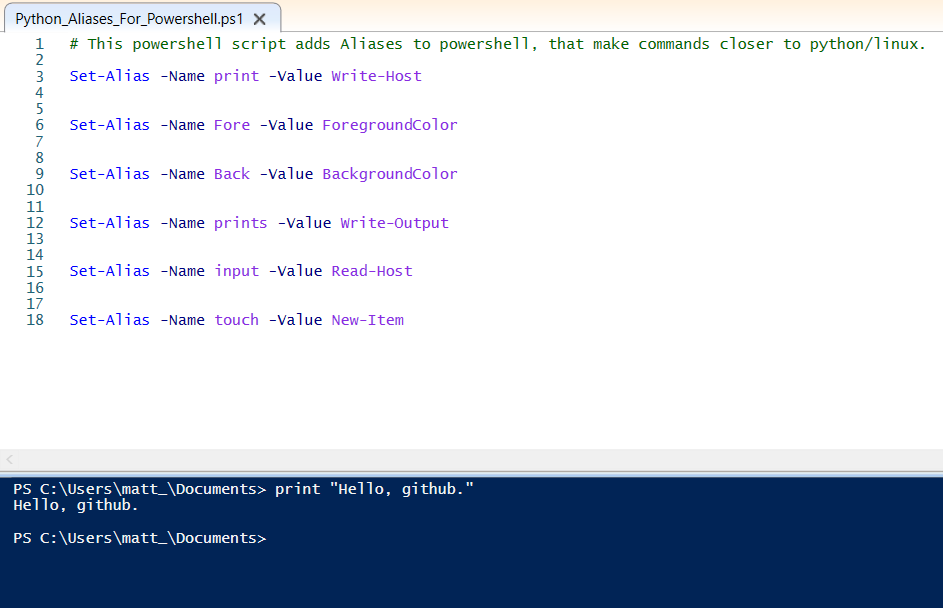 Python_Aliases_For_Powershell.ps1 X
1 # This powershell script adds Aliases to powershell, that make commands closer to python/linux.
2
3 Set-Alias -Name print -Value Write-Host
4
5
6 Set-Alias -Name Fore -Value ForegroundColor
7
8
9 Set-Alias -Name Back -Value BackgroundColor
10
11
12 Set-Alias -Name prints -Value Write-Output
13
14
15 Set-Alias -Name input -Value Read-Host
16
17
18 Set-Alias -Name touch -Value New-Item
PS C:\Users\matt_\Documents> print "Hello, github."
Hello, github.
PS C:\Users\matt_\Documents>